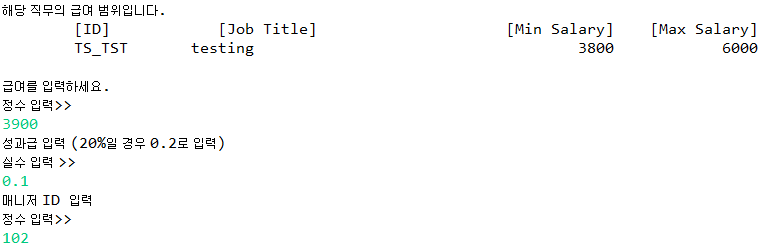 해당 직무의 급여 범위입니다.
[ID] [Job Title] [Min Salary] [Max Salary]
TS_TST testing 3800 6000
급여를 입력하세요.
정수 입력>>
3900
성과급 입력 (20%일 경우 0.2로 입력)
실수 입력 >>
0.1
매니저 ID 입력
정수 입력>>
102